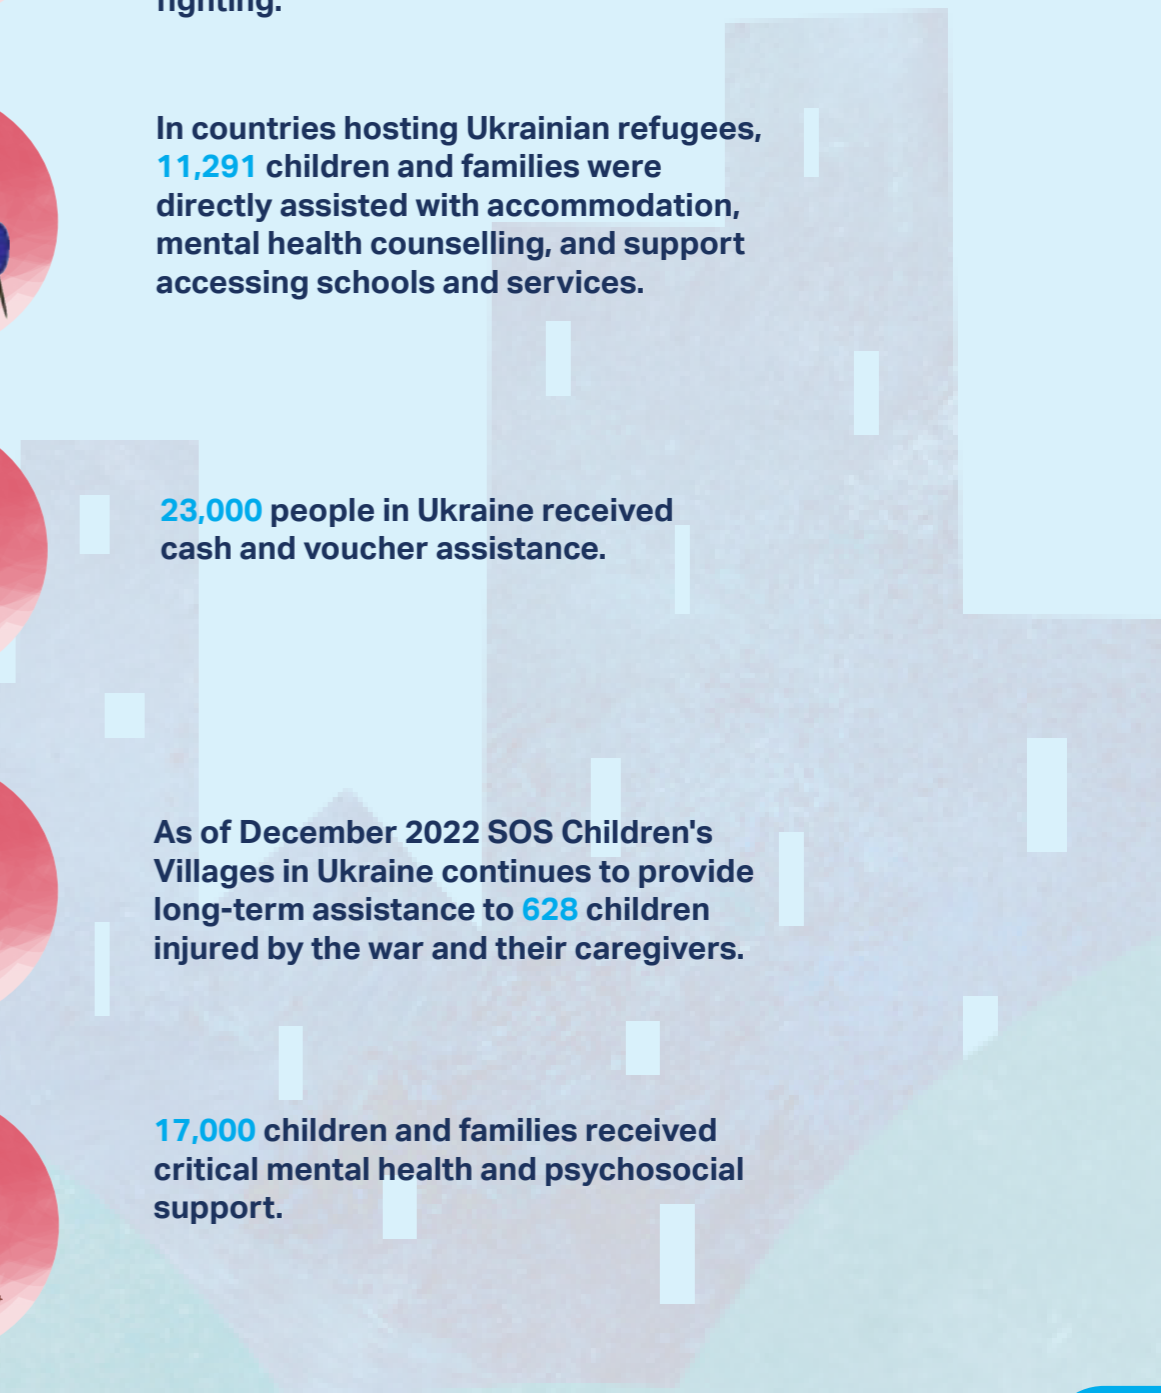 fighting.
In countries hosting Ukrainian refugees,
11,291 children and families were
directly assisted with accommodation,
mental health counselling, and support
accessing schools and services.
23,000 people in Ukraine received
cash and voucher assistance.
As of December 2022 SOS Children's
Villages in Ukraine continues to provide
long-term assistance to 628 children
injured by the war and their caregivers.
17,000 children and families received
critical mental health and psychosocial
support.